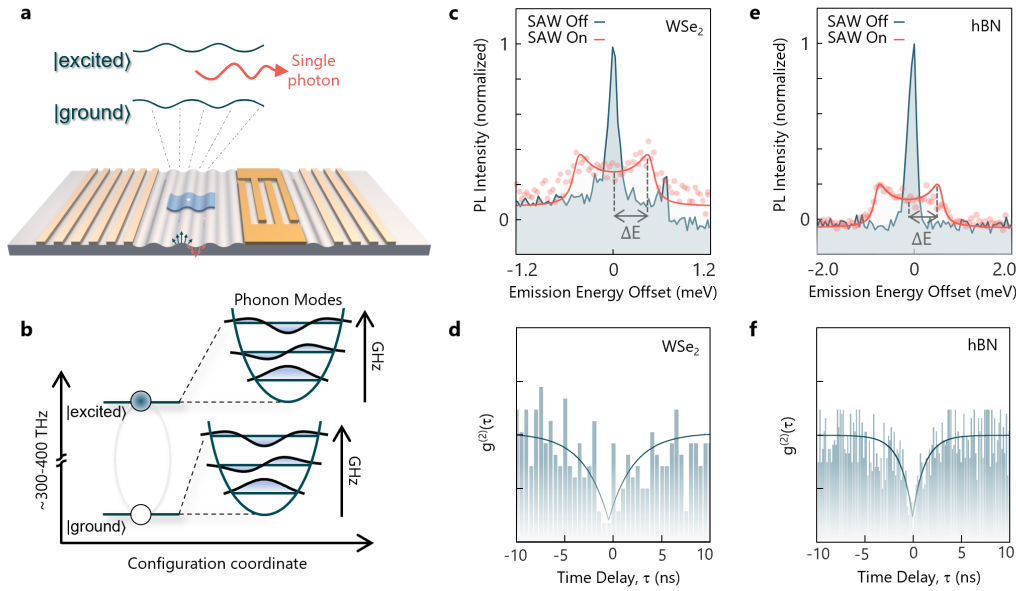 a
|excited⟩
Single
photon
|ground⟩
b
Phonon Modes
GHz
|excited⟩
~300-400 THz
GHz
|ground⟩
Configuration coordinate
c
SAW Off
SAW On
WSe₂
1
PL Intensity (normalized)
0
ΔE
-1.2
0
1.2
Emission Energy Offset (meV)
d
WSe₂
g⁽²⁾(τ)
-10
-5
0
5
10
Time Delay, τ (ns)
e
SAW Off
SAW On
hBN
1
PL Intensity (normalized)
0
ΔE
-2.0
0
2.0
Emission Energy Offset (meV)
f
hBN
g⁽²⁾(τ)
-10
-5
0
5
10
Time Delay, τ (ns)